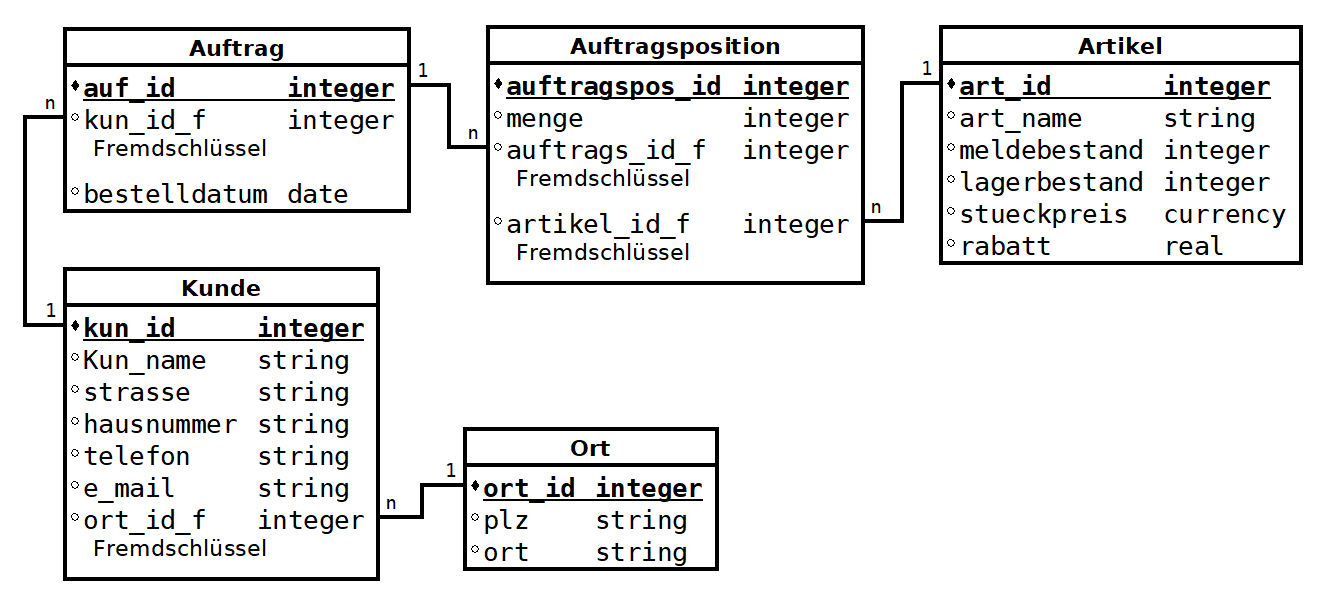 Auftrag
auf_id integer
kun_id_f integer
Fremdschlüssel
bestelldatum date
1
n
n
1
Auftragsposition
auftragspos_id integer
menge integer
auftrags_id_f integer
Fremdschlüssel
artikel_id_f integer
Fremdschlüssel
n
1
Artikel
art_id integer
art_name string
meldebestand integer
lagerbestand integer
stueckpreis currency
rabatt real
Kunde
kun_id integer
Kun_name string
strasse string
hausnummer string
telefon string
e_mail string
ort_id_f integer
Fremdschlüssel
n
1
Ort
ort_id integer
plz string
ort string